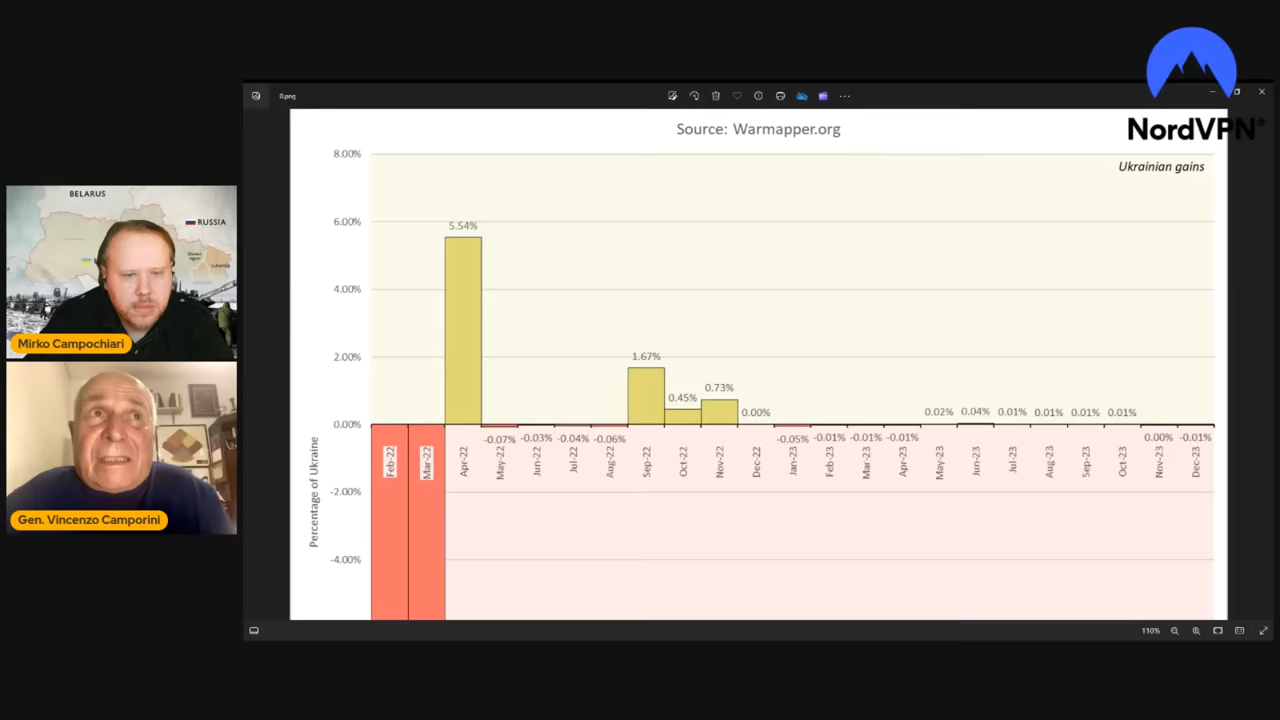 NordVPN®
0.png
110%
Source: Warmapper.org
Ukrainian gains
Percentage of Ukraine
8.00%
6.00%
4.00%
2.00%
0.00%
-2.00%
-4.00%
5.54%
-0.07%
-0.03%
-0.04%
-0.06%
1.67%
0.45%
0.73%
0.00%
-0.05%
-0.01%
-0.01%
-0.01%
0.02%
0.04%
0.01%
0.01%
0.01%
0.01%
0.00%
-0.01%
Feb-22
Mar-22
Apr-22
May-22
Jun-22
Jul-22
Aug-22
Sep-22
Oct-22
Nov-22
Dec-22
Jan-23
Feb-23
Mar-23
Apr-23
May-23
Jun-23
Jul-23
Aug-23
Sep-23
Oct-23
Nov-23
Dec-23
BELARUS
RUSSIA
Mirko Campochiari
Gen. Vincenzo Camporini